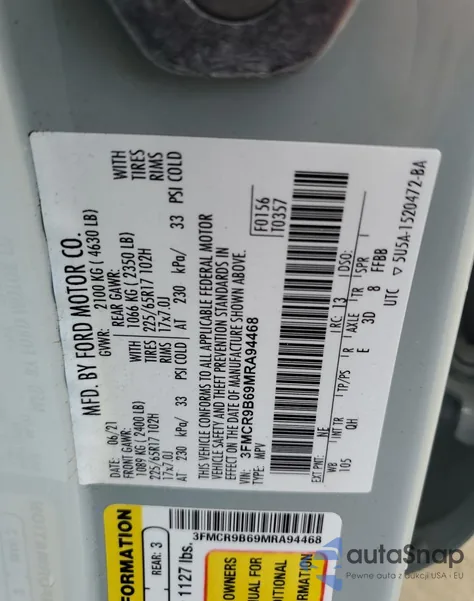 MFD. BY FORD MOTOR CO.
GVWR: 2100 KG ( 4630 LB)
DATE: 06/21
FRONT GAWR:
1089 KG ( 2400 LB)
225/65R17 102H
17x7.0J
AT 230 kPa/ 33 PSI COLD
WITH
TIRES
RIMS
REAR GAWR:
1066 KG ( 2350 LB)
225/65R17 102H
17x7.0J
AT 230 kPa/ 33 PSI COLD
WITH
TIRES
RIMS
THIS VEHICLE CONFORMS TO ALL APPLICABLE FEDERAL MOTOR
VEHICLE SAFETY AND THEFT PREVENTION STANDARDS IN
EFFECT ON THE DATE OF MANUFACTURE SHOWN ABOVE.
VIN: 3FMCR9B69MRA94468
TYPE: MPV
F0156
T0357
EXT PNT: NE RC: 13 DSO:
WB INT TR TP/PS R AXLE TR SPR
105 QH E 3D 8 FFBB
UTC ▽ 5U5A-1520472-BA
3FMCR9B69MRA94468
FORMATION
REAR: 3
1127 lbs.
OWNERS
UAL FOR
DITIONAL
ORMATION
autoSnap
Pewne auta z aukcji USA • EU